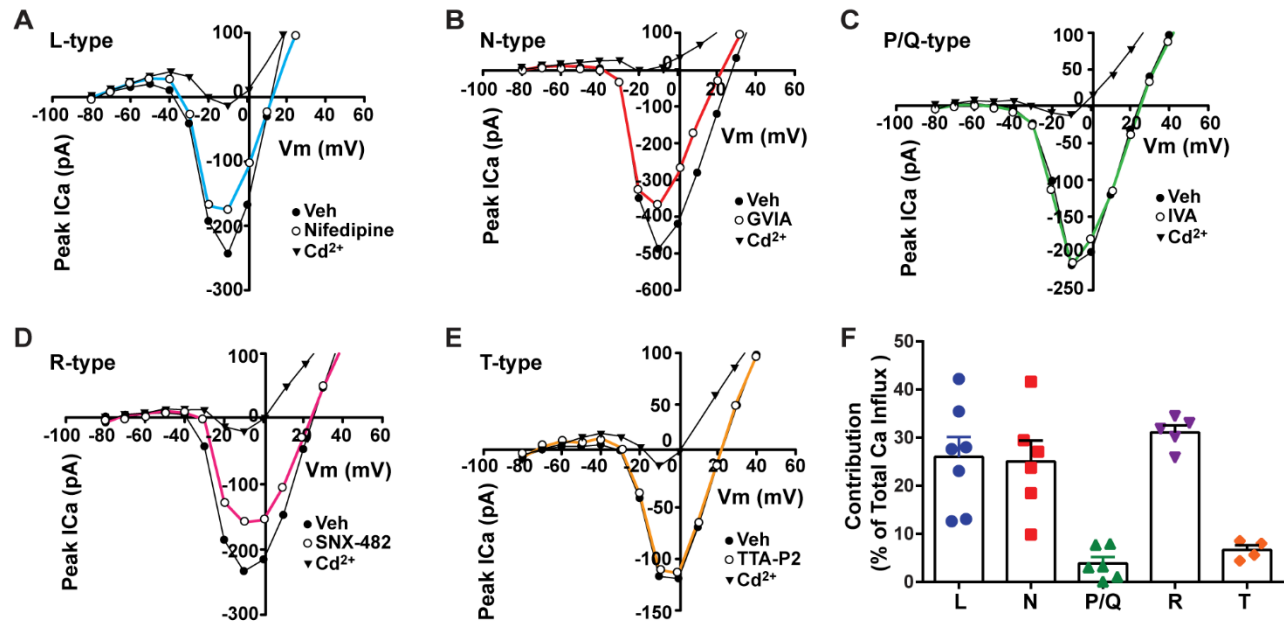 A
L-type
100
0
-100
-200
-300
-100 -80 -60 -40 -20 0 20 40 60
Vm (mV)
Peak ICa (pA)
Veh
Nifedipine
Cd²⁺
B
N-type
100
0
-100
-200
-300
-400
-500
-600
-100 -80 -60 -40 -20 0 20 40 60
Vm (mV)
Peak ICa (pA)
Veh
GVIA
Cd²⁺
C
P/Q-type
100
50
0
-50
-100
-150
-200
-250
-100 -80 -60 -40 -20 0 20 40 60
Vm (mV)
Peak ICa (pA)
Veh
IVA
Cd²⁺
D
R-type
100
0
-100
-200
-300
-100 -80 -60 -40 -20 0 20 40 60
Vm (mV)
Peak ICa (pA)
Veh
SNX-482
Cd²⁺
E
T-type
100
50
0
-50
-100
-150
-100 -80 -60 -40 -20 0 20 40 60
Vm (mV)
Peak ICa (pA)
Veh
TTA-P2
Cd²⁺
F
50
40
30
20
10
0
Contribution
(% of Total Ca Influx )
L N P/Q R T